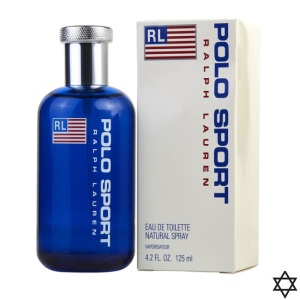 RL
POLO SPORT
RALPH LAUREN
RL
POLO SPORT
RALPH LAUREN
EAU DE TOILETTE
NATURAL SPRAY
VAPORISATEUR
4.2 FL. OZ. 125 ml